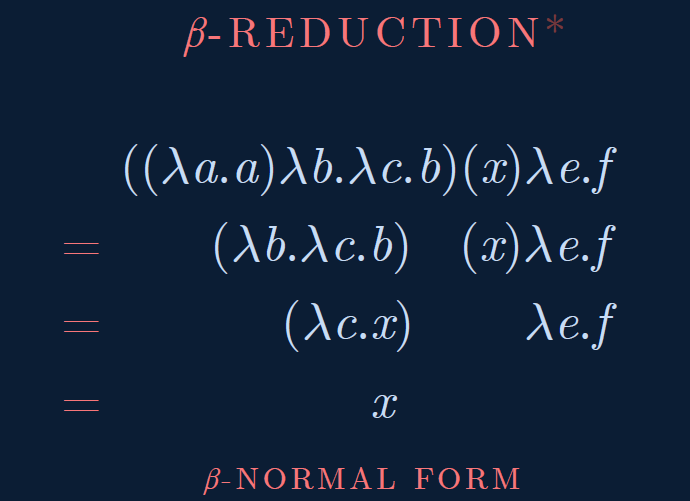 β-REDUCTION*
((λa.a)λb.λc.b)(x)λe.f
= (λb.λc.b) (x)λe.f
= (λc.x) λe.f
= x
β-NORMAL FORM